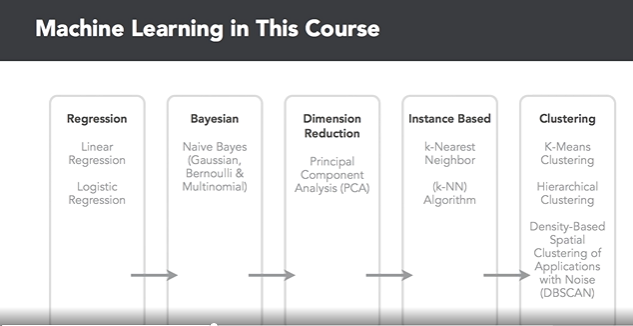 Machine Learning in This Course
Regression
Linear
Regression
Logistic
Regression
Bayesian
Naive Bayes
(Gaussian,
Bernoulli &
Multinomial)
Dimension
Reduction
Principal
Component
Analysis (PCA)
Instance Based
k-Nearest
Neighbor
(k-NN)
Algorithm
Clustering
K-Means
Clustering
Hierarchical
Clustering
Density-Based
Spatial
Clustering of
Applications
with Noise
(DBSCAN)